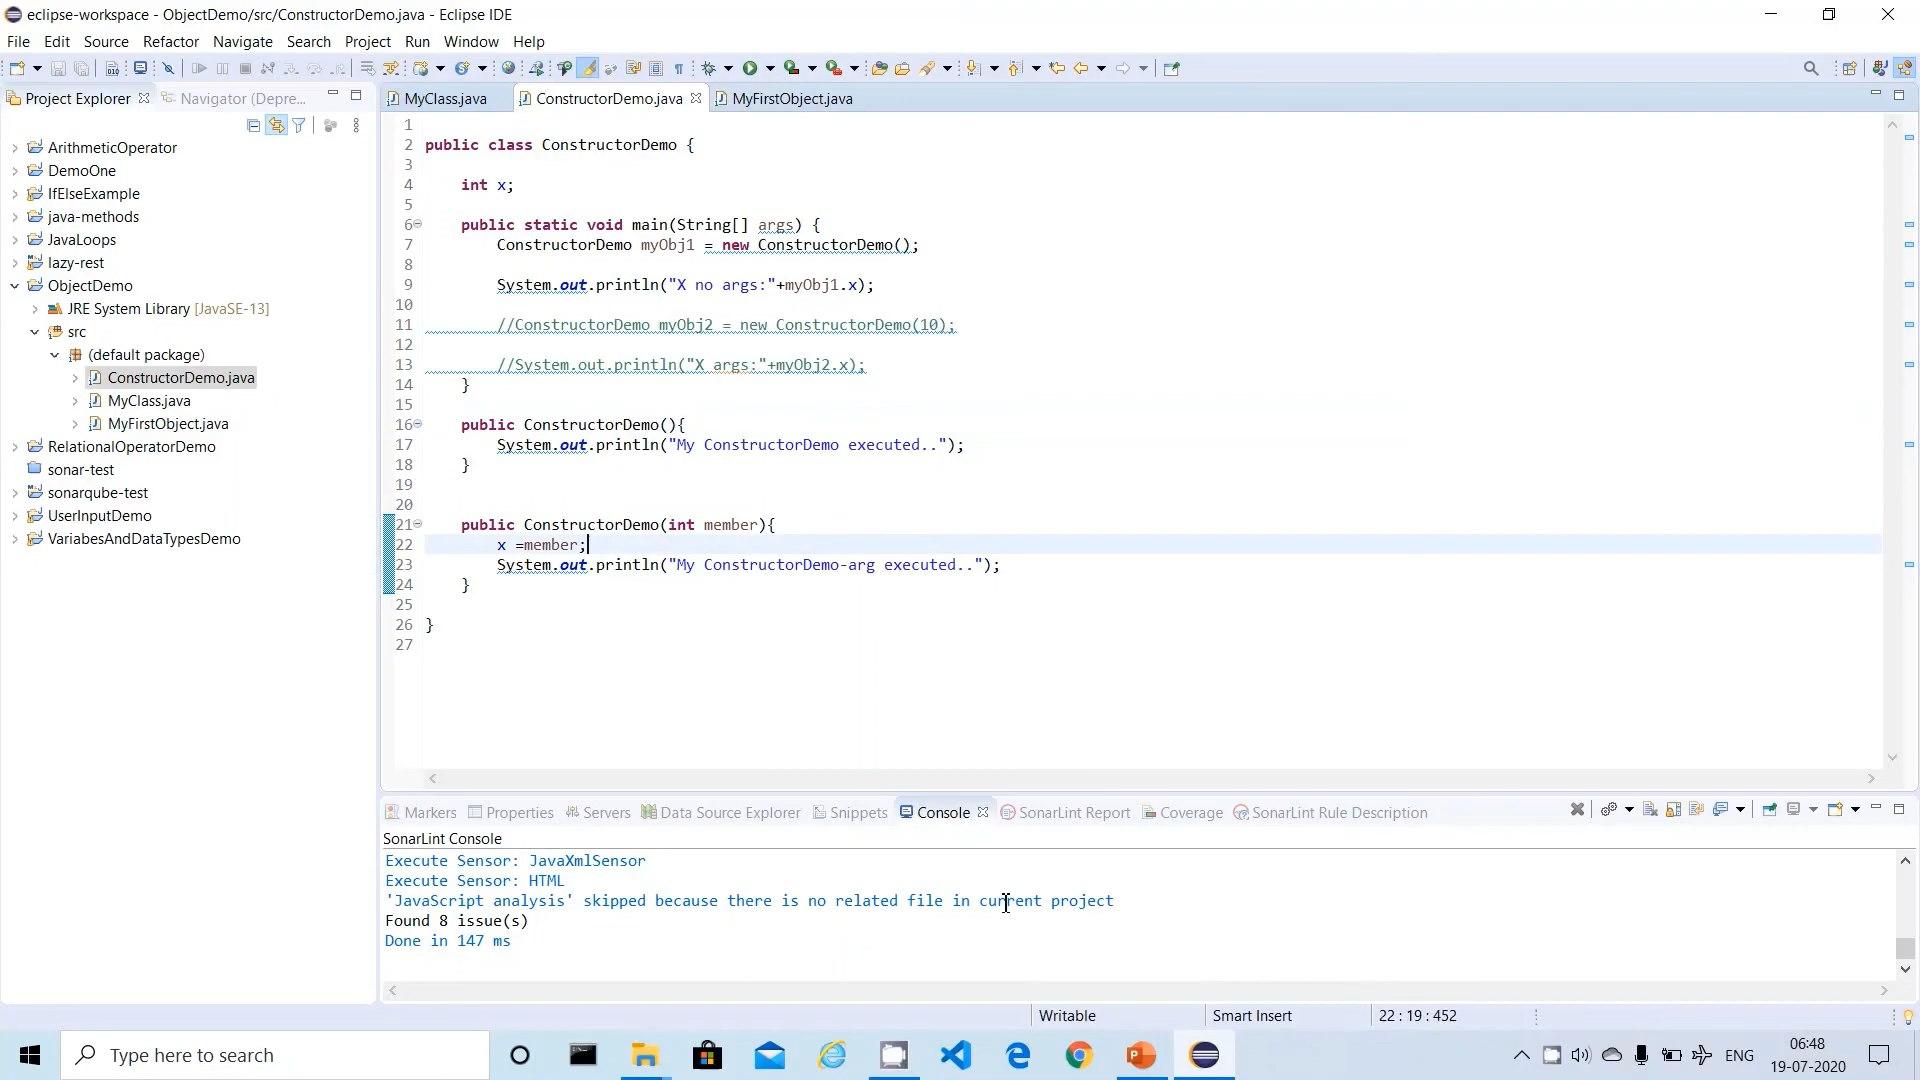 eclipse-workspace - ObjectDemo/src/ConstructorDemo.java - Eclipse IDE
File Edit Source Refactor Navigate Search Project Run Window Help
Project Explorer Navigator (Depre...
MyClass.java ConstructorDemo.java MyFirstObject.java
ArithmeticOperator
DemoOne
IfElseExample
java-methods
JavaLoops
lazy-rest
ObjectDemo
JRE System Library [JavaSE-13]
src
(default package)
ConstructorDemo.java
MyClass.java
MyFirstObject.java
RelationalOperatorDemo
sonar-test
sonarqube-test
UserInputDemo
VariabesAndDataTypesDemo
1
2 public class ConstructorDemo {
3
4 int x;
5
6 public static void main(String[] args) {
7 ConstructorDemo myObj1 = new ConstructorDemo();
8
9 System.out.println("X no args:"+myObj1.x);
10
11 //ConstructorDemo myObj2 = new ConstructorDemo(10);
12
13 //System.out.println("X args:"+myObj2.x);
14 }
15
16 public ConstructorDemo(){
17 System.out.println("My ConstructorDemo executed..");
18 }
19
20
21 public ConstructorDemo(int member){
22 x =member;
23 System.out.println("My ConstructorDemo-arg executed..");
24 }
25
26 }
27
Markers Properties Servers Data Source Explorer Snippets Console SonarLint Report Coverage SonarLint Rule Description
SonarLint Console
Execute Sensor: JavaXmlSensor
Execute Sensor: HTML
'JavaScript analysis' skipped because there is no related file in current project
Found 8 issue(s)
Done in 147 ms
Writable Smart Insert 22 : 19 : 452
Type here to search
ENG
06:48
19-07-2020